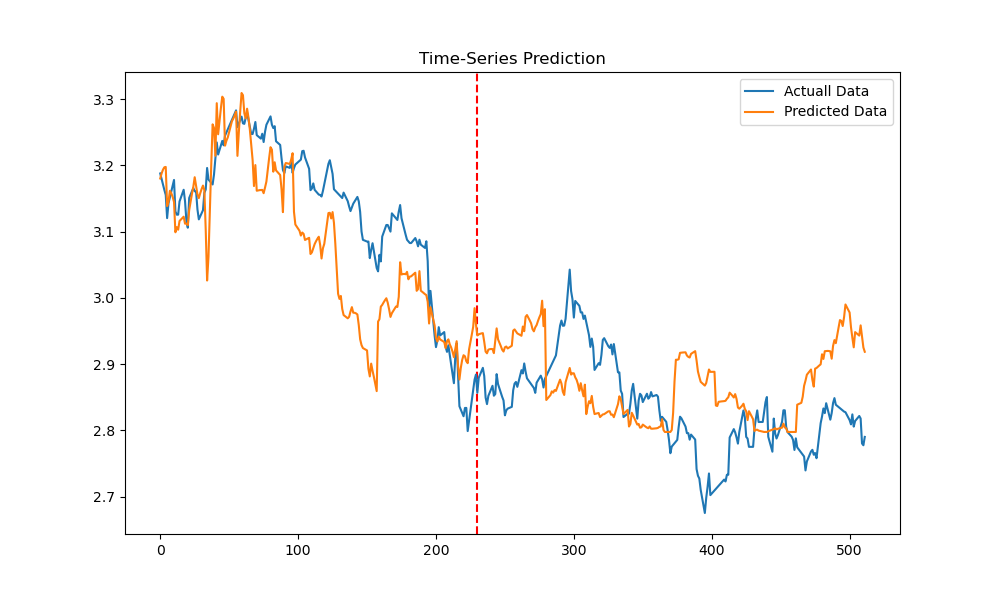 Time-Series Prediction
Actuall Data
Predicted Data
3.3
3.2
3.1
3.0
2.9
2.8
2.7
0 100 200 300 400 500